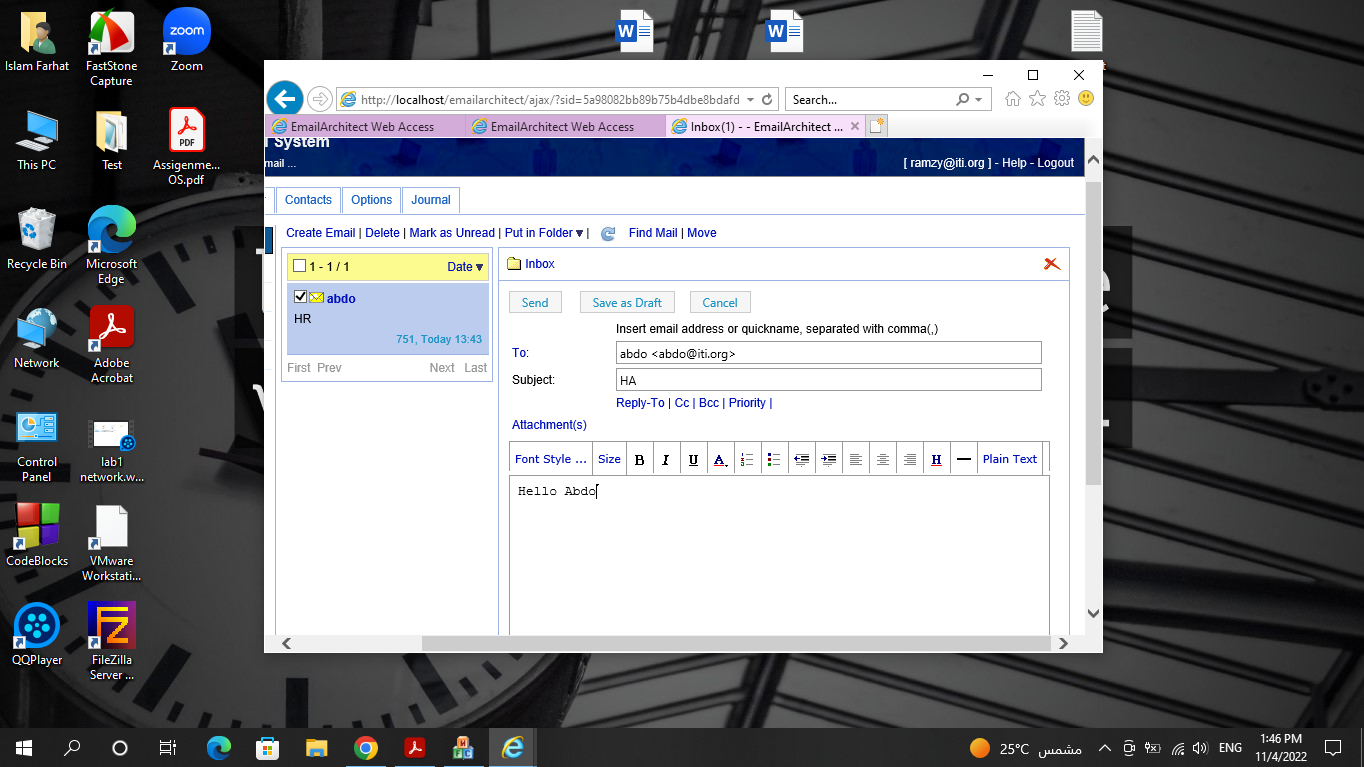 Islam Farhat
FastStone
Capture
zoom
Zoom
This PC
Test
PDF
Assigenme...
OS.pdf
Recycle Bin
Microsoft
Edge
Network
Adobe
Acrobat
Control
Panel
lab1
network.w...
CodeBlocks
VMware
Workstati...
QQPlayer
FileZilla
Server ...
http://localhost/emailarchitect/ajax/?sid=5a98082bb89b75b4dbe8bdafd
Search...
EmailArchitect Web Access
EmailArchitect Web Access
Inbox(1) - - EmailArchitect ...
System
mail ...
[ ramzy@iti.org ] - Help - Logout
Contacts
Options
Journal
Create Email | Delete | Mark as Unread | Put in Folder ▾ | Find Mail | Move
1 - 1 / 1
Date ▾
abdo
HR
751, Today 13:43
First Prev
Next Last
Inbox
Send
Save as Draft
Cancel
Insert email address or quickname, separated with comma(,)
To:
abdo <abdo@iti.org>
Subject:
HA
Reply-To | Cc | Bcc | Priority |
Attachment(s)
Font Style ...
Size
B
I
U
A
H
Plain Text
Hello Abdo
25°C مشمس
ENG
1:46 PM
11/4/2022